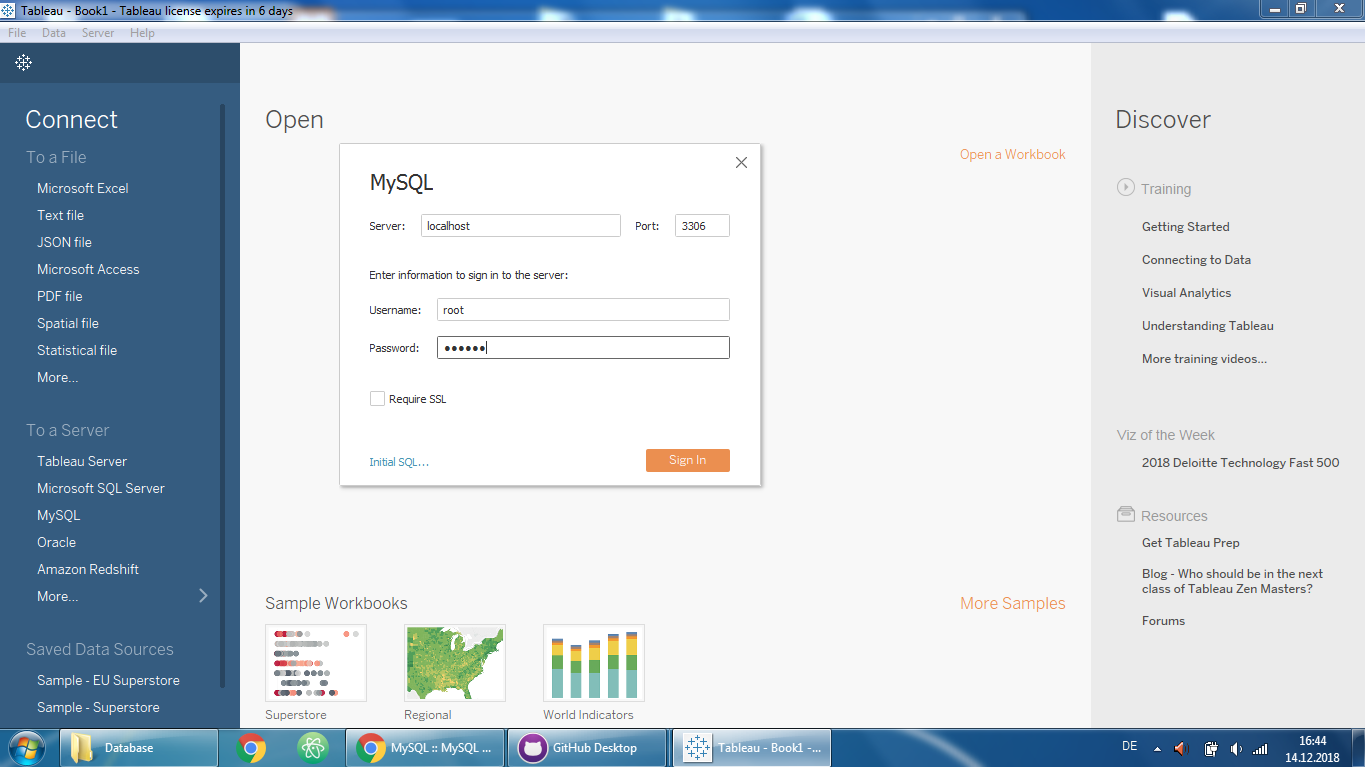 Tableau - Book1 - Tableau license expires in 6 days
File Data Server Help
Connect
To a File
Microsoft Excel
Text file
JSON file
Microsoft Access
PDF file
Spatial file
Statistical file
More...
To a Server
Tableau Server
Microsoft SQL Server
MySQL
Oracle
Amazon Redshift
More...
Saved Data Sources
Sample - EU Superstore
Sample - Superstore
Open
Open a Workbook
MySQL
Server: localhost Port: 3306
Enter information to sign in to the server:
Username: root
Password: ●●●●●●
Require SSL
Initial SQL... Sign In
Sample Workbooks
More Samples
Superstore
Regional
World Indicators
Discover
Training
Getting Started
Connecting to Data
Visual Analytics
Understanding Tableau
More training videos...
Viz of the Week
2018 Deloitte Technology Fast 500
Resources
Get Tableau Prep
Blog - Who should be in the next
class of Tableau Zen Masters?
Forums
Database
MySQL :: MySQL ...
GitHub Desktop
Tableau - Book1 -...
DE
16:44
14.12.2018